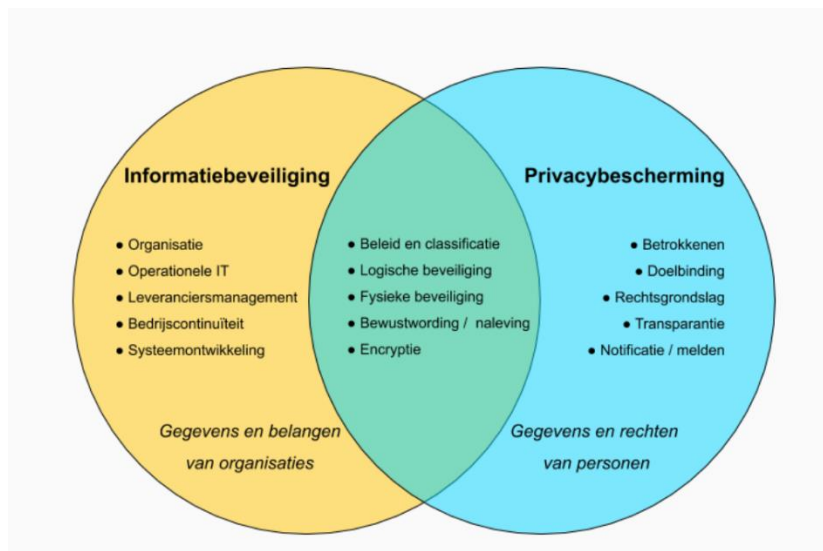 Informatiebeveiliging
● Organisatie
● Operationele IT
● Leveranciersmanagement
● Bedrijscontinuïteit
● Systeemontwikkeling
Gegevens en belangen
van organisaties
● Beleid en classificatie
● Logische beveiliging
● Fysieke beveiliging
● Bewustwording / naleving
● Encryptie
Privacybescherming
● Betrokkenen
● Doelbinding
● Rechtsgrondslag
● Transparantie
● Notificatie / melden
Gegevens en rechten
van personen